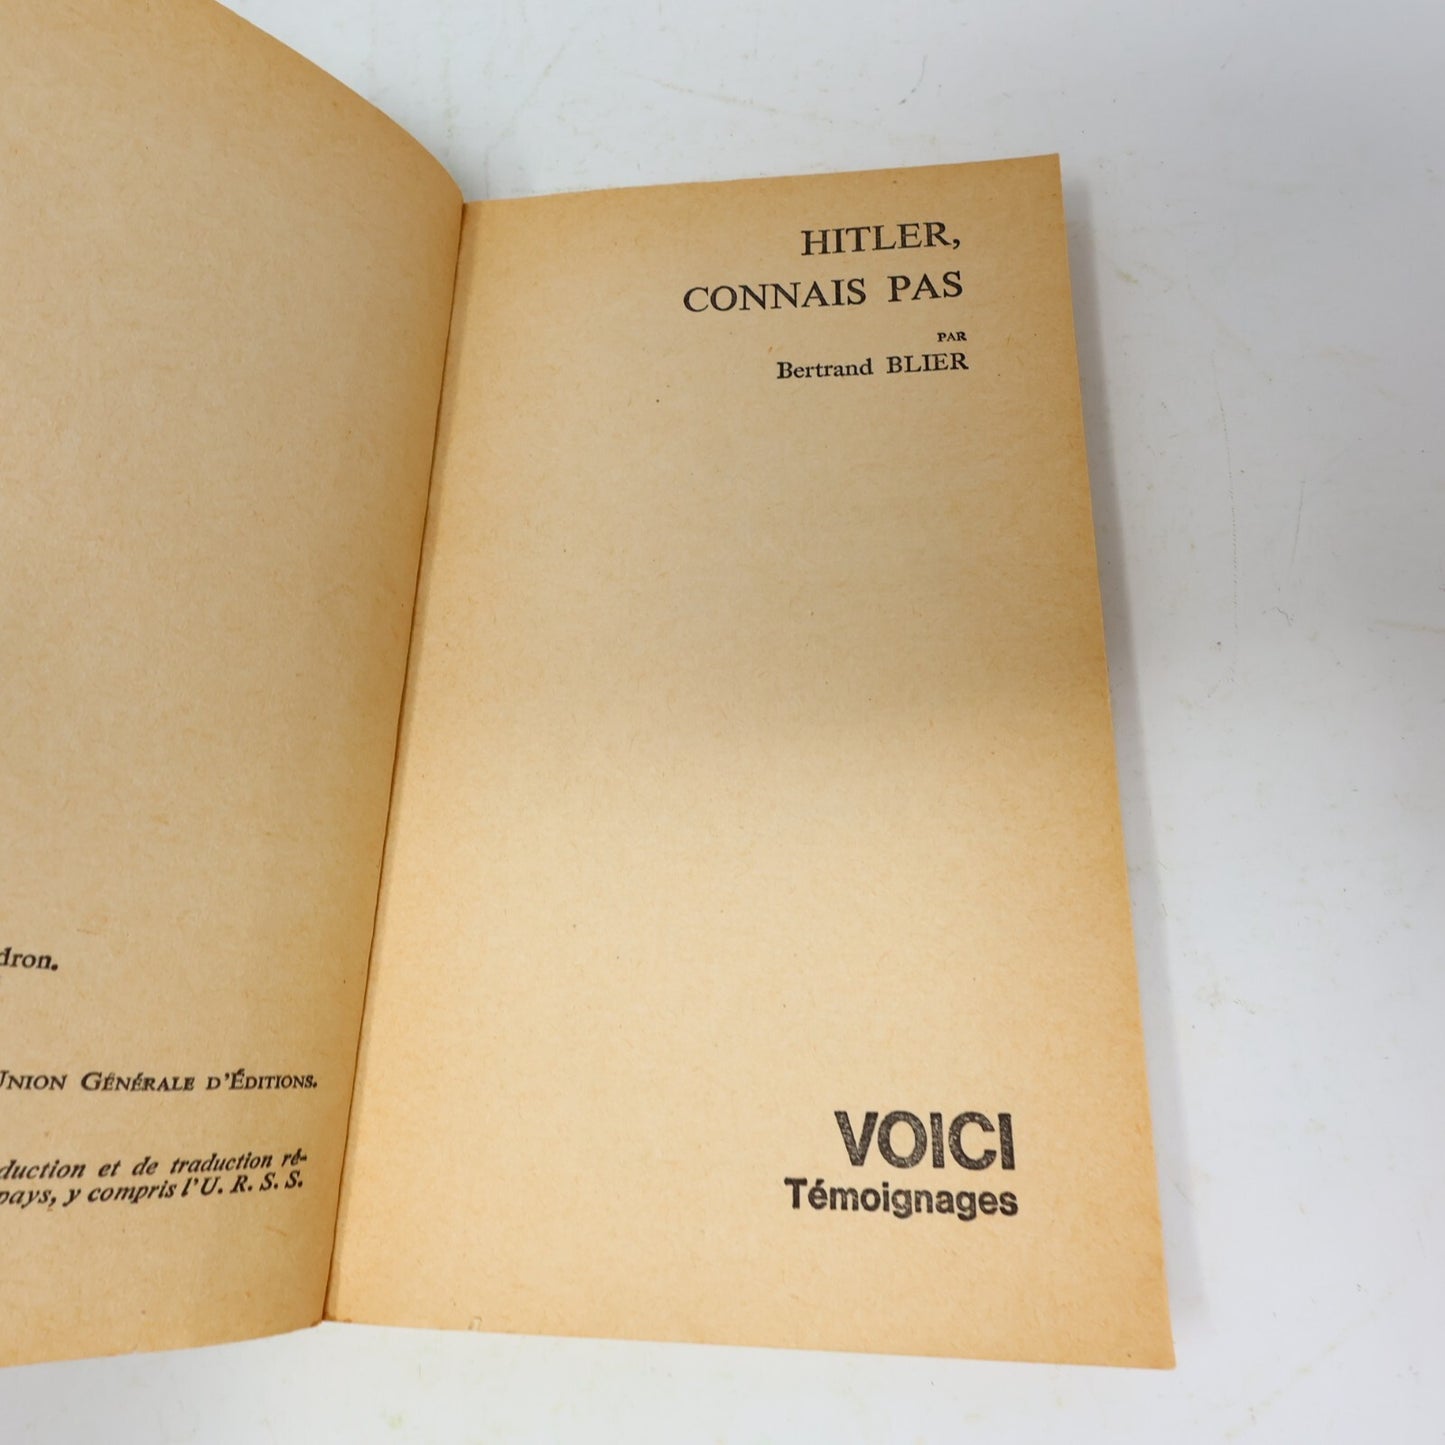 dron.
UNION GÉNÉRALE D'ÉDITIONS.
duction et de traduction ré-
pays, y compris l'U. R. S. S.
HITLER,
CONNAIS PAS
PAR
Bertrand BLIER
VOICI
Témoignages